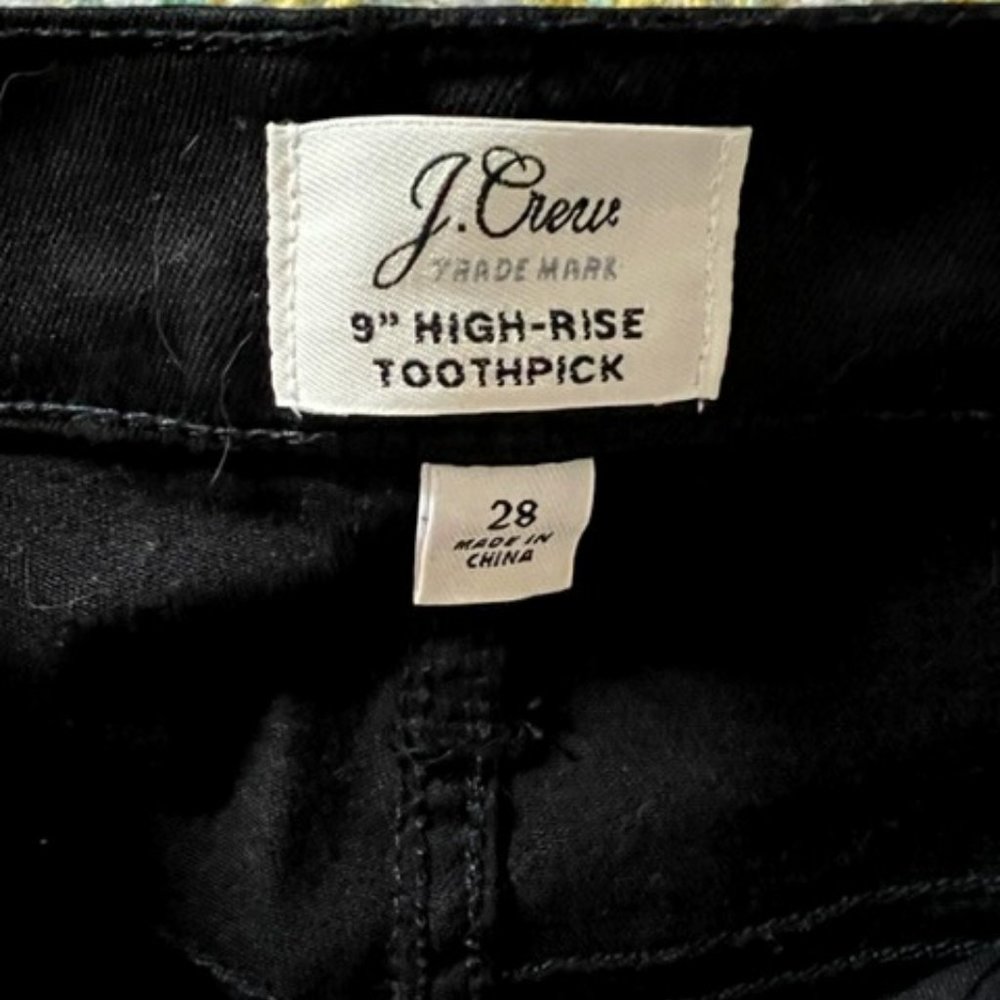 J.Crew
TRADE MARK
9” HIGH-RISE
TOOTHPICK
28
MADE IN
CHINA